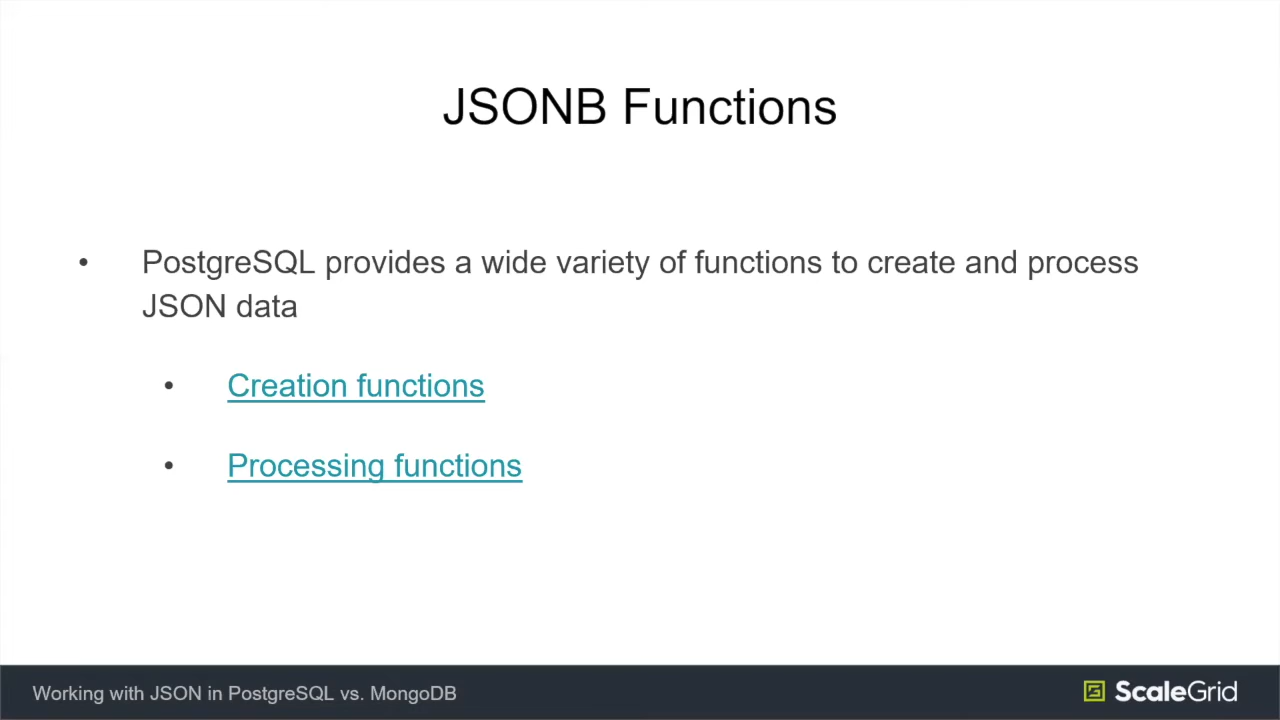 JSONB Functions
• PostgreSQL provides a wide variety of functions to create and process
JSON data
• Creation functions
• Processing functions
Working with JSON in PostgreSQL vs. MongoDB
ScaleGrid